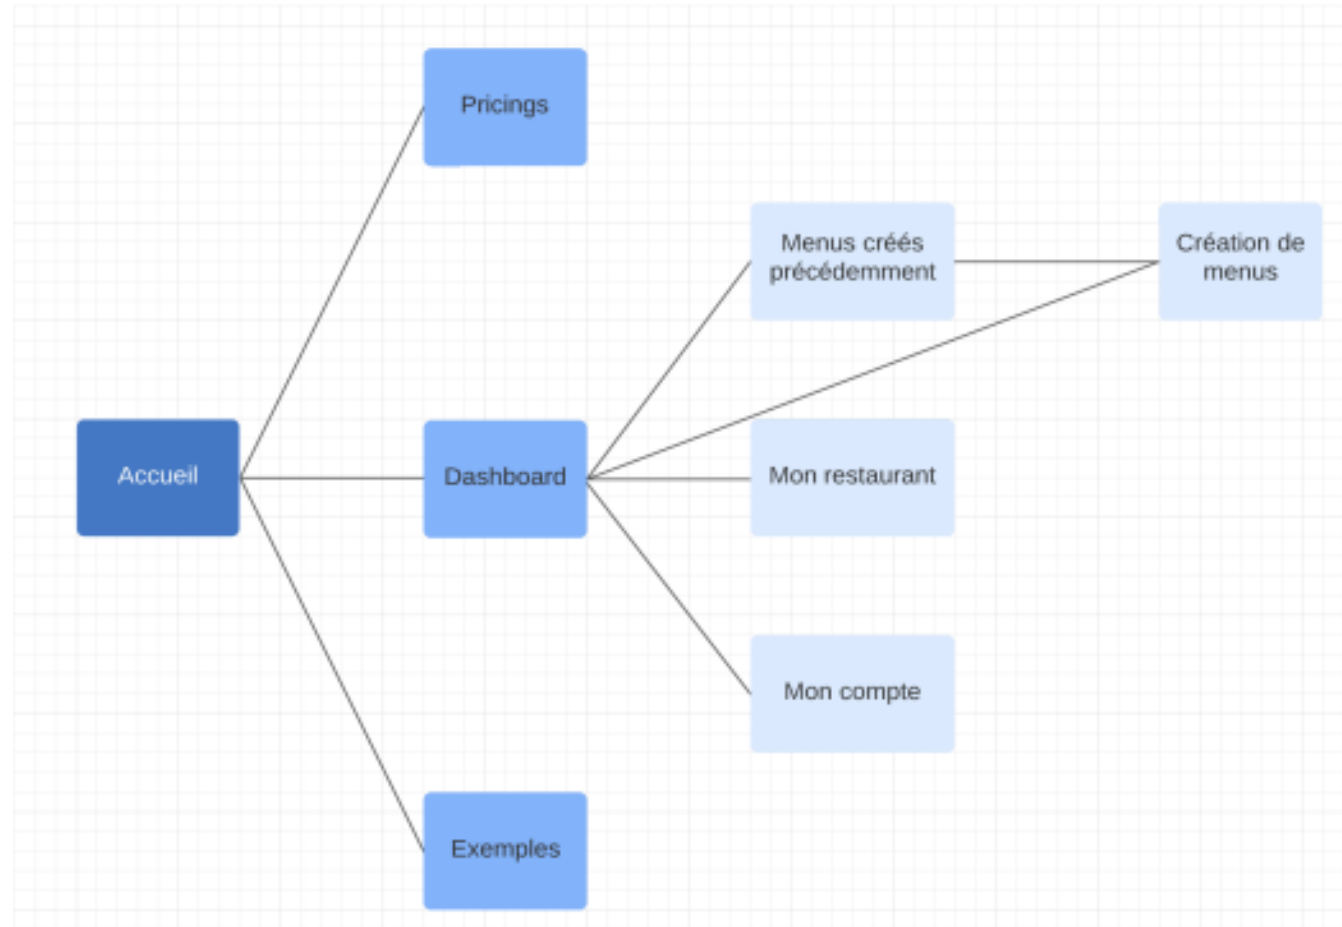 Pricings
Menus créés
précédemment
Création de
menus
Accueil
Dashboard
Mon restaurant
Mon compte
Exemples